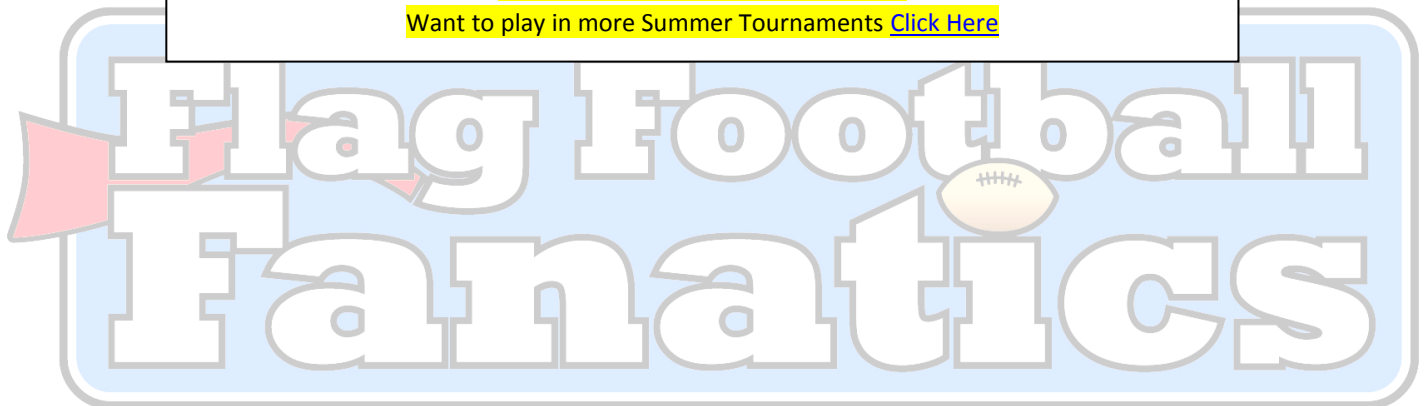 Want to play in more Summer Tournaments Click Here
Flag Football
Fanatics